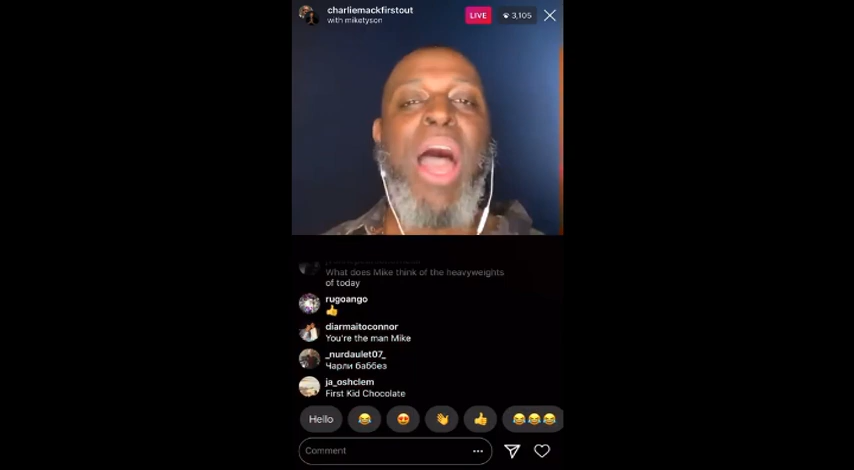 charliemackfirstout
with miketyson
LIVE
3,105
What does Mike think of the heavyweights
of today
rugoango
👍
diarmaitoconnor
You're the man Mike
_nurdaulet07_
Чарли баббез
ja_oshclem
First Kid Chocolate
Hello
😂
😍
👋
👍
😂😂😂
Comment